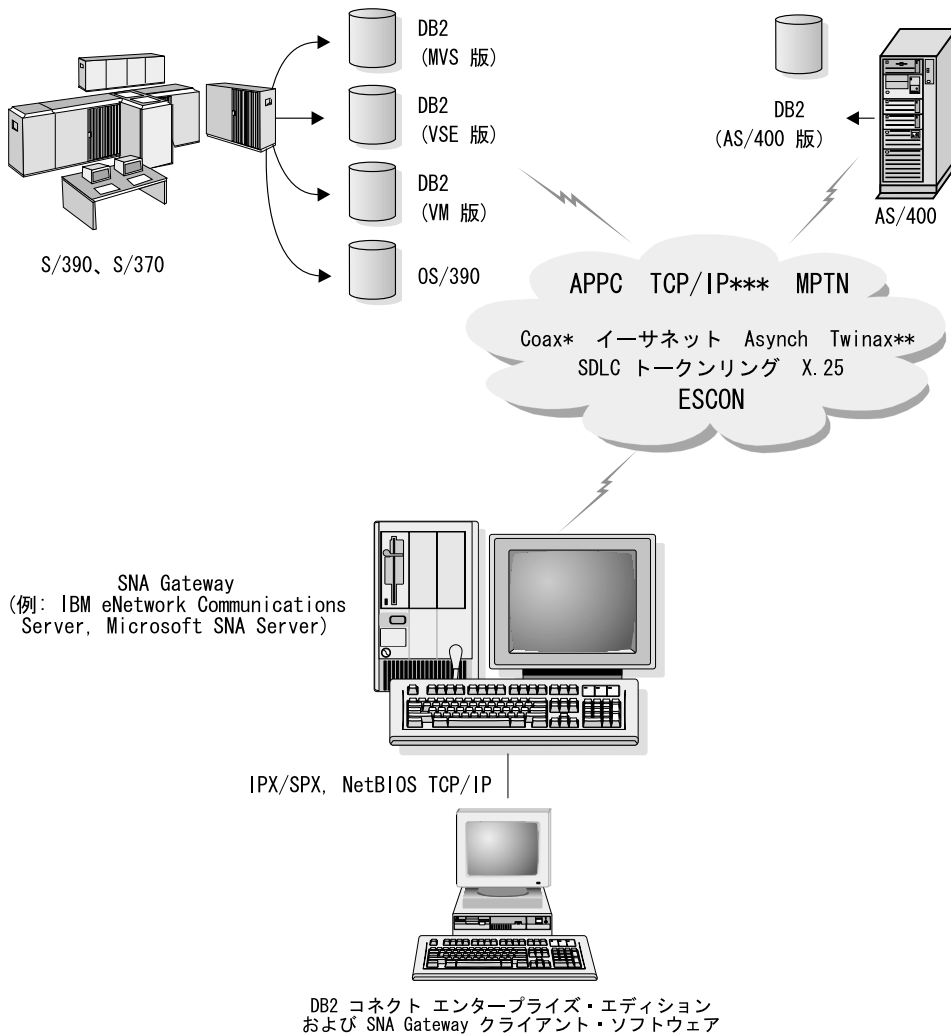 DB2
(MVS 版)
DB2
(VSE 版)
DB2
(VM 版)
OS/390
S/390、S/370
DB2
(AS/400 版)
AS/400
APPC TCP/IP*** MPTN
Coax* イーサネット Asynch Twinax**
SDLC トークンリング X.25
ESCON
SNA Gateway
(例: IBM eNetwork Communications
Server, Microsoft SNA Server)
IPX/SPX, NetBIOS TCP/IP
DB2 コネクト エンタープライズ・エディション
および SNA Gateway クライアント・ソフトウェア